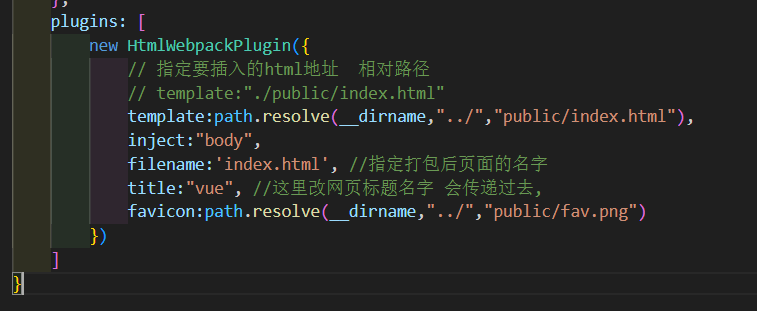 },
plugins: [
new HtmlWebpackPlugin({
// 指定要插入的html地址  相对路径
// template:"./public/index.html"
template:path.resolve(__dirname,"../","public/index.html"),
inject:"body",
filename:'index.html', //指定打包后页面的名字
title:"vue", //这里改网页标题名字 会传递过去,
favicon:path.resolve(__dirname,"../","public/fav.png")
})
]
}